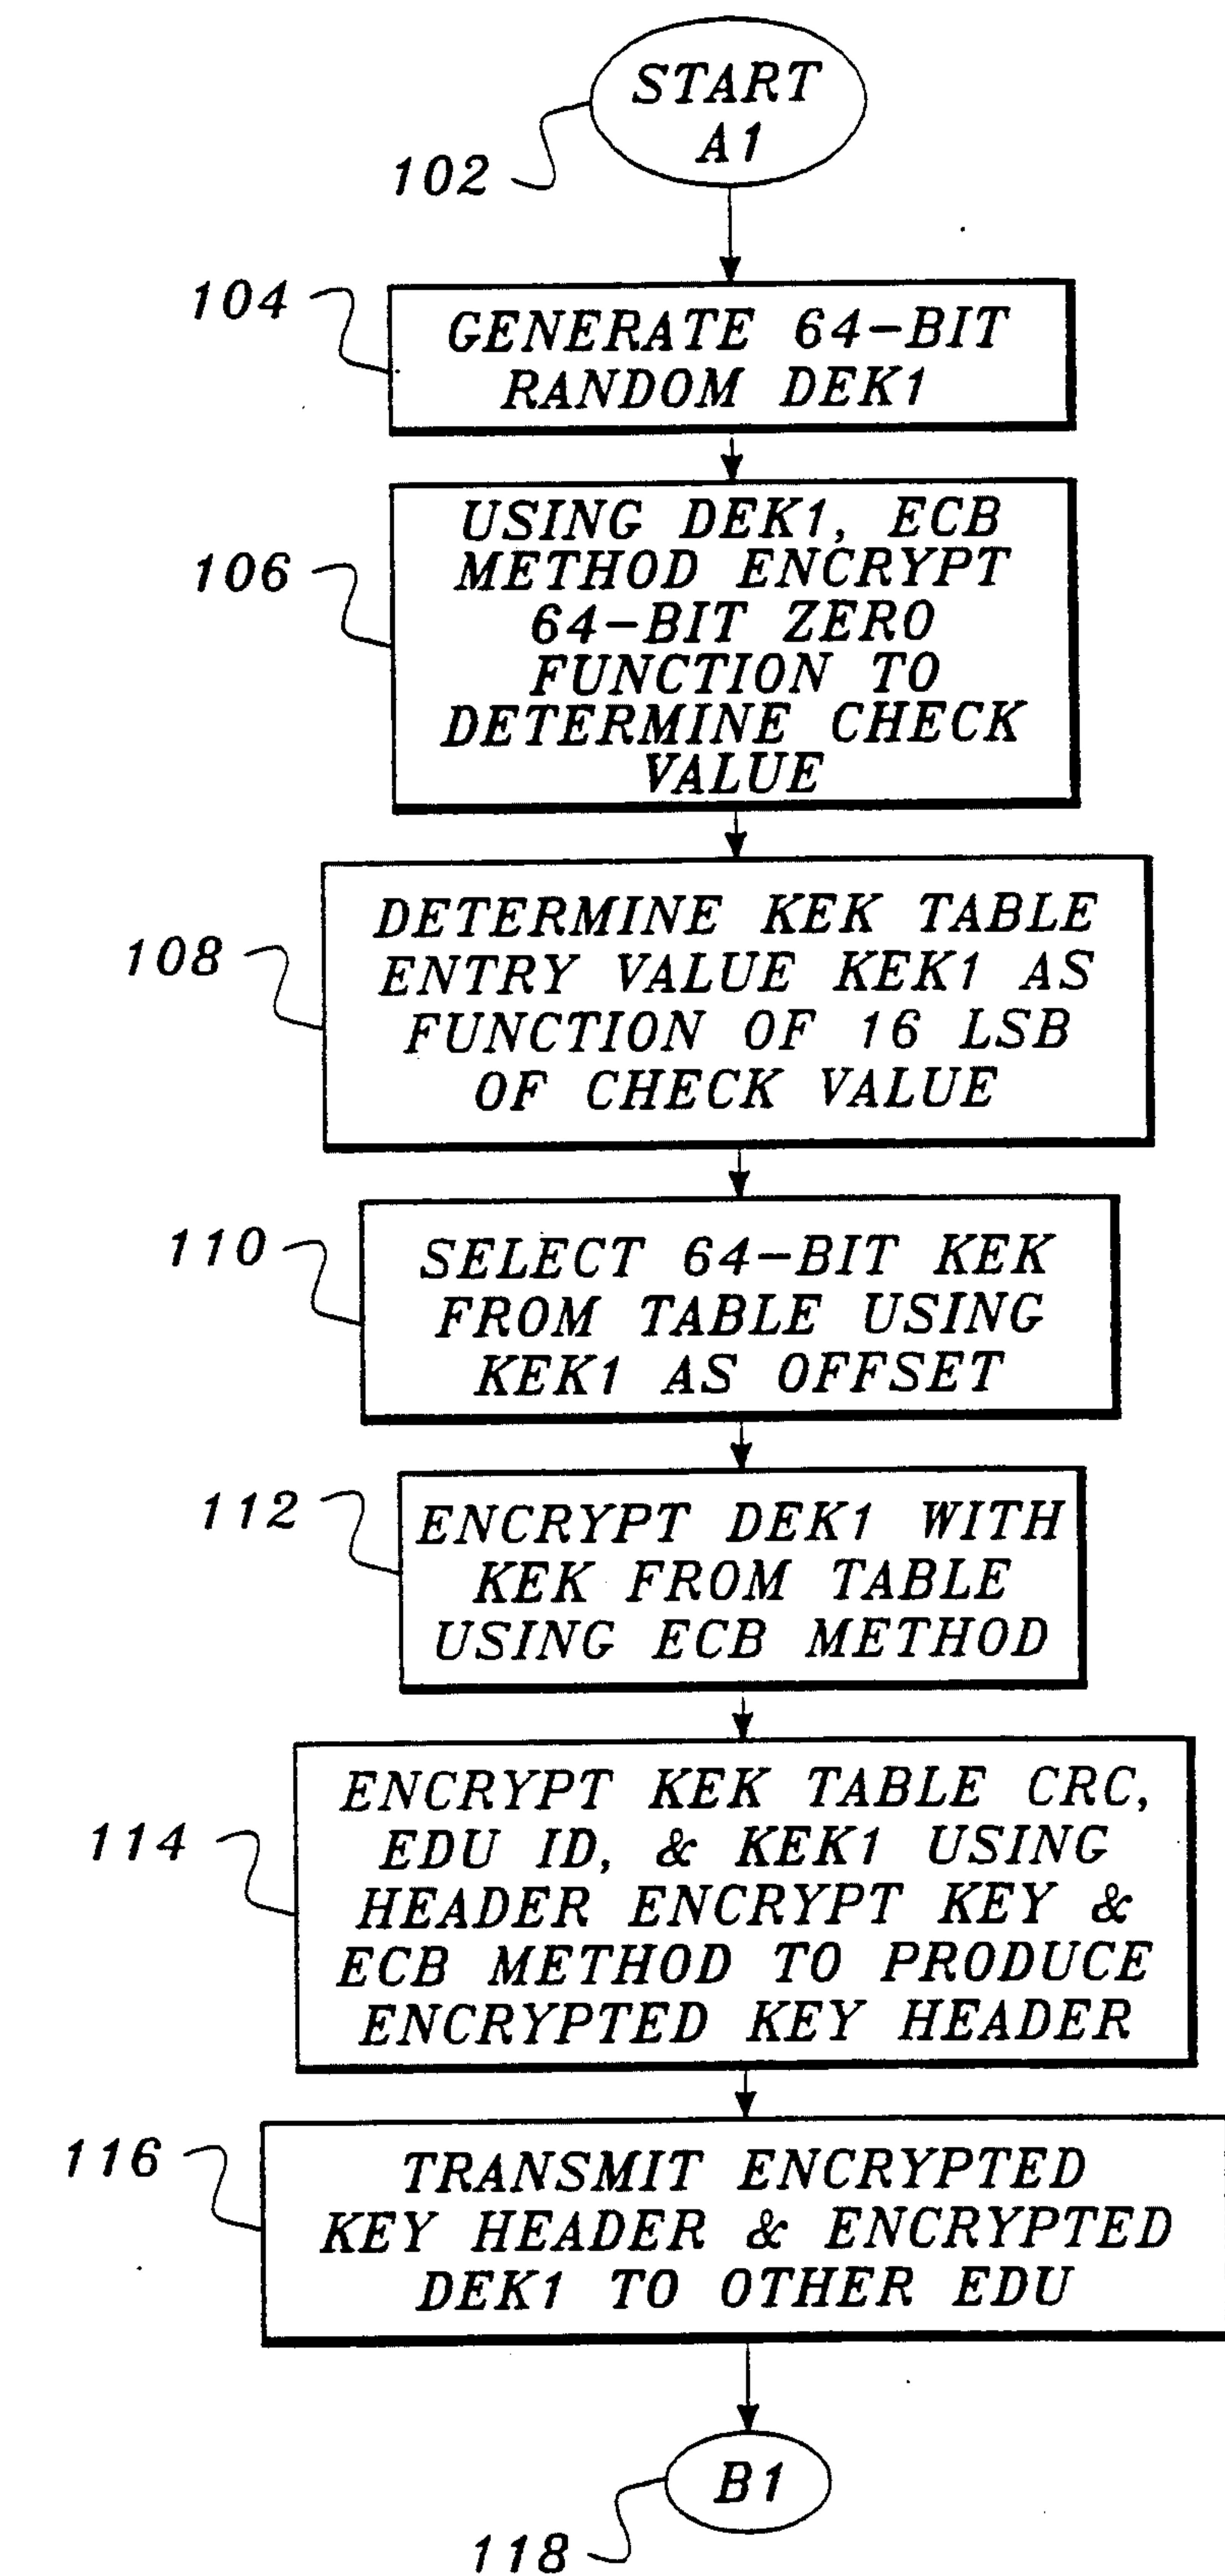 START
A1
102
104
GENERATE 64-BIT
RANDOM DEK1
106
USING DEK1, ECB
METHOD ENCRYPT
64-BIT ZERO
FUNCTION TO
DETERMINE CHECK
VALUE
108
DETERMINE KEK TABLE
ENTRY VALUE KEK1 AS
FUNCTION OF 16 LSB
OF CHECK VALUE
110
SELECT 64-BIT KEK
FROM TABLE USING
KEK1 AS OFFSET
112
ENCRYPT DEK1 WITH
KEK FROM TABLE
USING ECB METHOD
114
ENCRYPT KEK TABLE CRC,
EDU ID, & KEK1 USING
HEADER ENCRYPT KEY &
ECB METHOD TO PRODUCE
ENCRYPTED KEY HEADER
116
TRANSMIT ENCRYPTED
KEY HEADER & ENCRYPTED
DEK1 TO OTHER EDU
B1
118